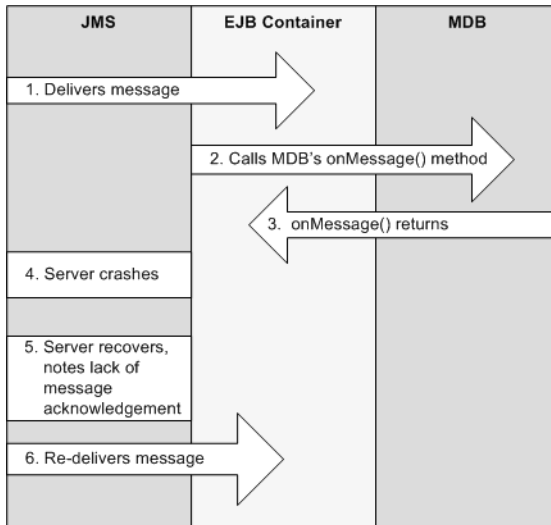 JMS EJB Container MDB
1. Delivers message
2. Calls MDB's onMessage() method
3. onMessage() returns
4. Server crashes
5. Server recovers,
notes lack of
message
acknowledgement
6. Re-delivers message